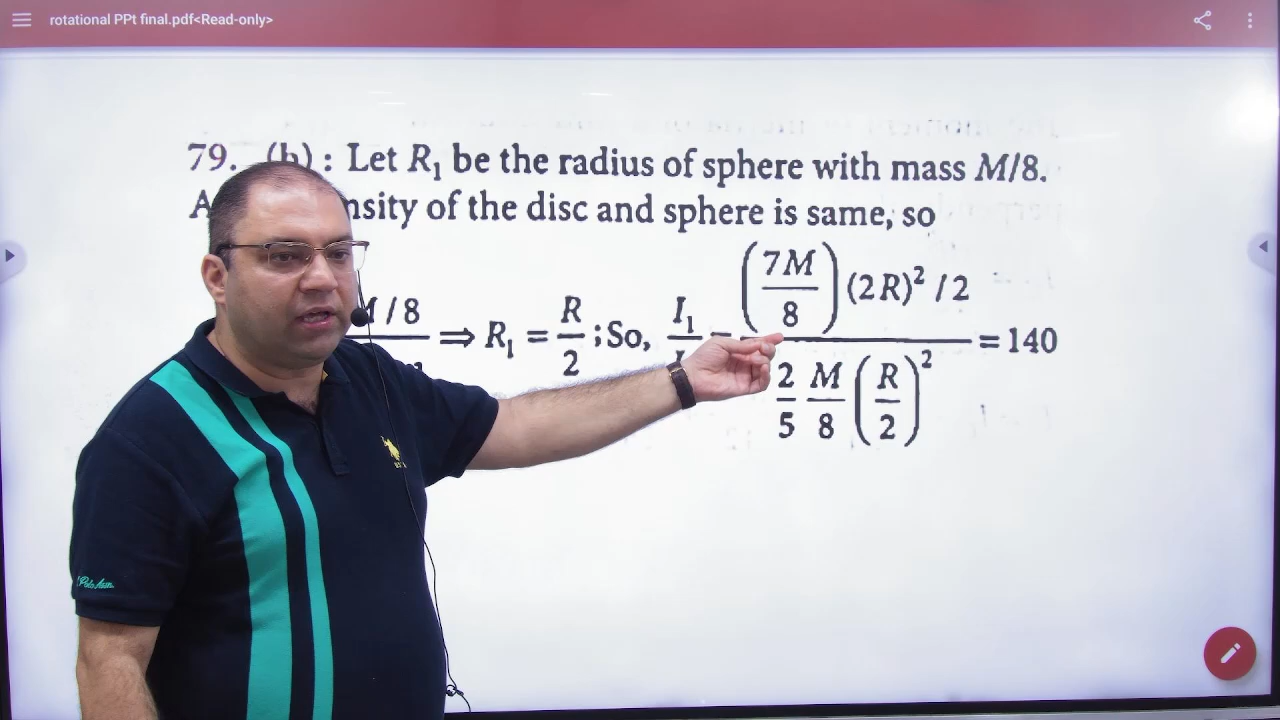 rotational PPt final.pdf<Read-only>
79. (b) : Let R₁ be the radius of sphere with mass M/8.
of the disc and sphere is same, so
M/8 ⇒ R₁ = R/2 ; So, I₁ = (7M/8) (2R)² / 2 / 2/5 M/8 (R/2)² = 140